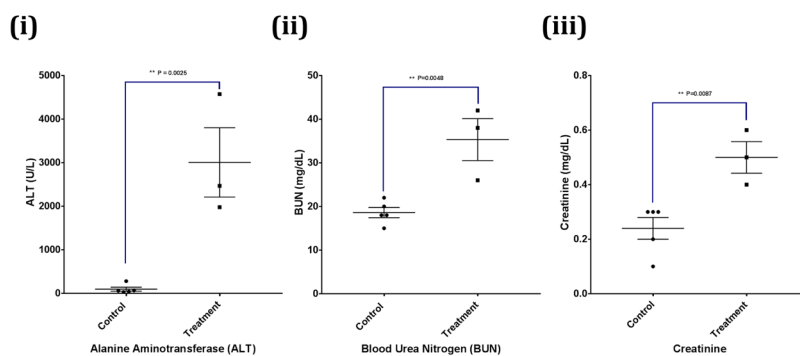 (i)
** P = 0.0025
5000
4000
3000
2000
1000
0
ALT (U/L)
Control
Treatment
Alanine Aminotransferase (ALT)
(ii)
** P=0.0048
50
40
30
20
10
0
BUN (mg/dL)
Control
Treatment
Blood Urea Nitrogen (BUN)
(iii)
** P=0.0087
0.8
0.6
0.4
0.2
0.0
Creatinine (mg/dL)
Control
Treatment
Creatinine